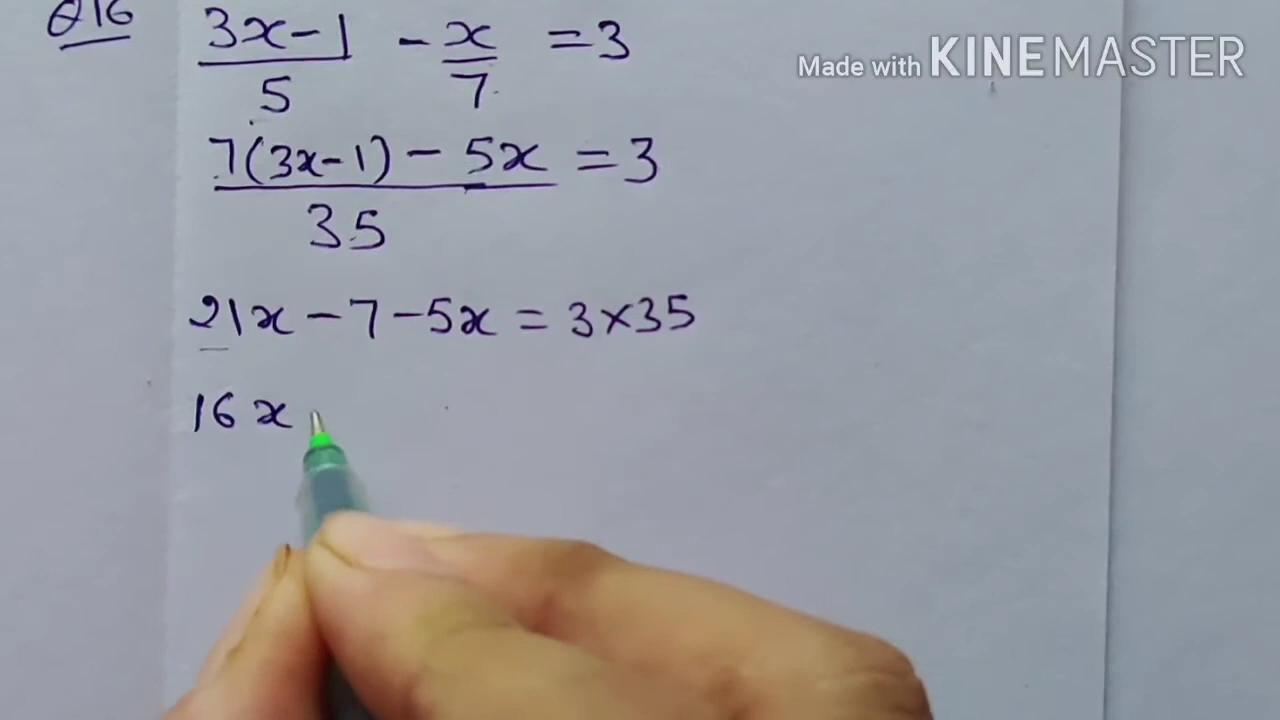 Q16 3x-1/5 - x/7 = 3
Made with KINEMASTER
7(3x-1) - 5x/35 = 3
21x - 7 - 5x = 3×35
16x